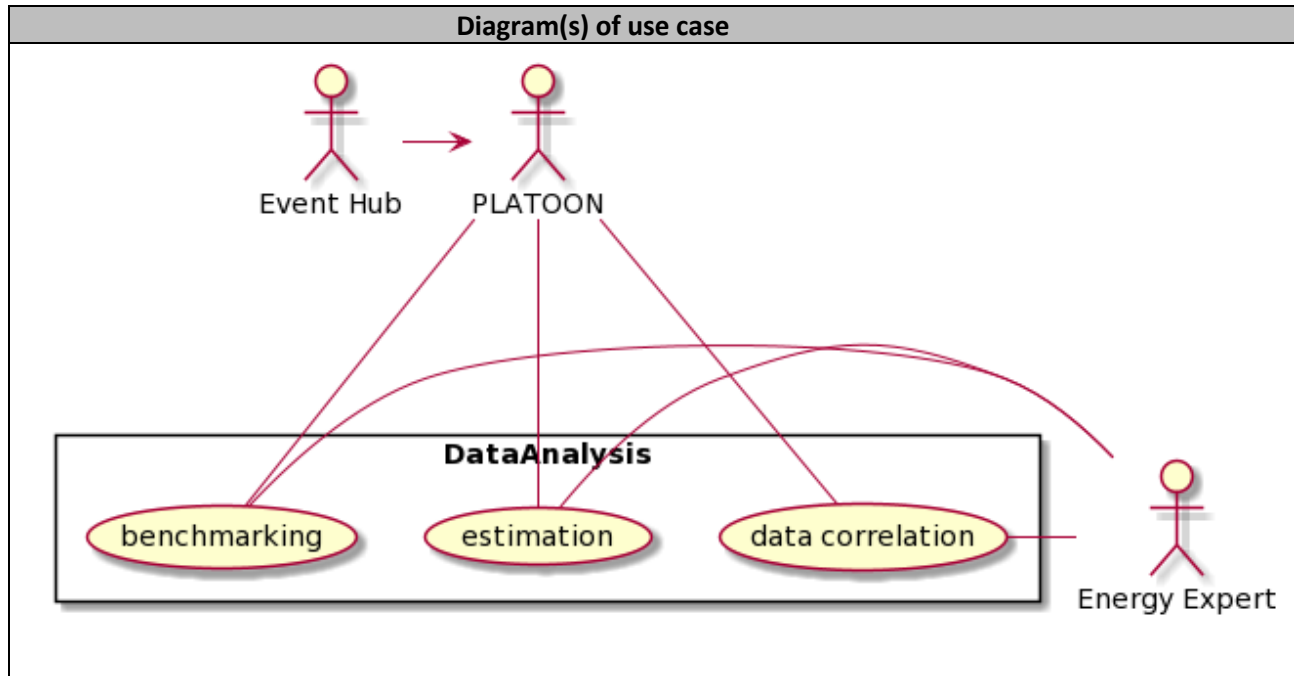 Diagram(s) of use case
Event Hub
PLATOON
DataAnalysis
benchmarking
estimation
data correlation
Energy Expert